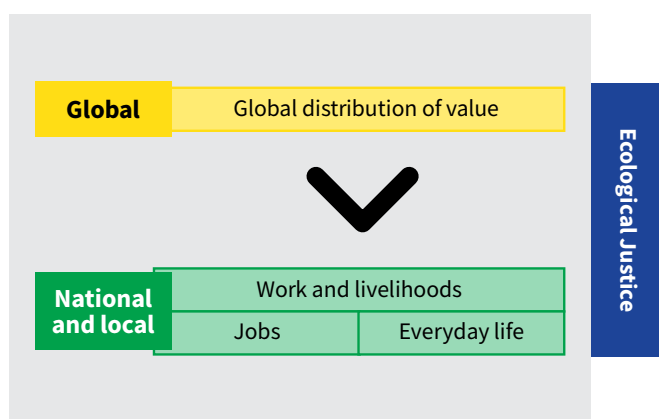 Global
Global distribution of value
National
and local
Work and livelihoods
Jobs
Everyday life
Ecological Justice